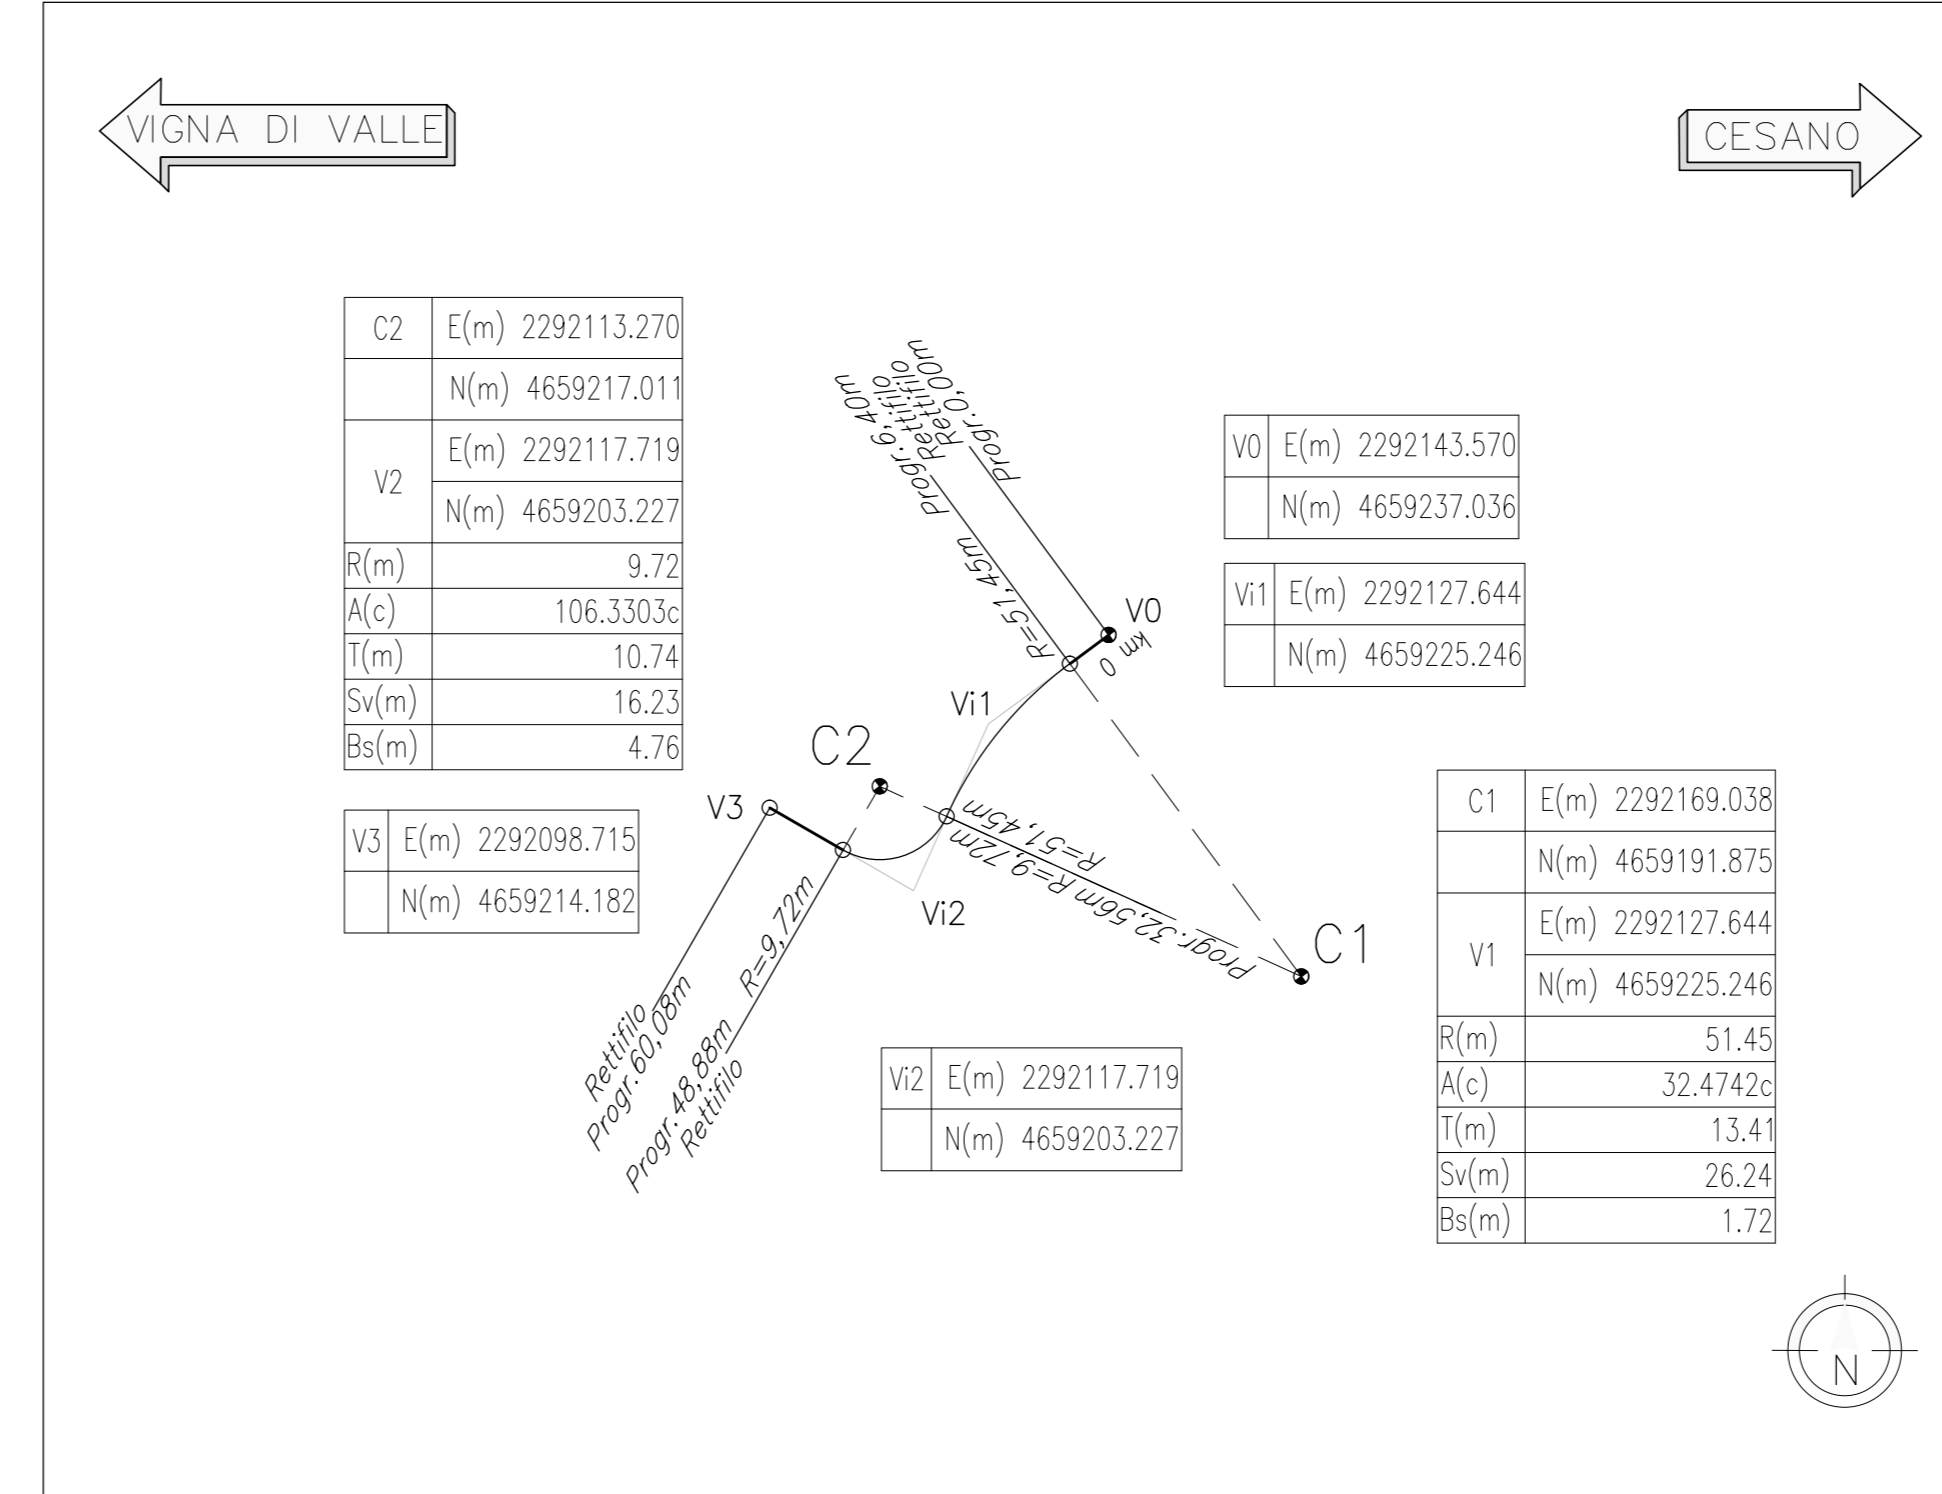 VIGNA DI VALLE
CESANO
C2 E(m) 2292113.270
N(m) 4659217.011
V2 E(m) 2292117.719
N(m) 4659203.227
R(m) 9.72
A(c) 106.3303c
T(m) 10.74
Sv(m) 16.23
Bs(m) 4.76
V3 E(m) 2292098.715
N(m) 4659214.182
Progr.6,40m
Rettifilo
Rettifilo
Progr.0,00m
R=51,45m
V0
km 0
Vi1
C2
V3
R=51,45m
R=9,72m
Progr.32,56m
C1
Vi2
R=9,72m
Rettifilo
Progr.60,08m
Progr.48,88m
Rettifilo
V0 E(m) 2292143.570
N(m) 4659237.036
Vi1 E(m) 2292127.644
N(m) 4659225.246
Vi2 E(m) 2292117.719
N(m) 4659203.227
C1 E(m) 2292169.038
N(m) 4659191.875
V1 E(m) 2292127.644
N(m) 4659225.246
R(m) 51.45
A(c) 32.4742c
T(m) 13.41
Sv(m) 26.24
Bs(m) 1.72
N